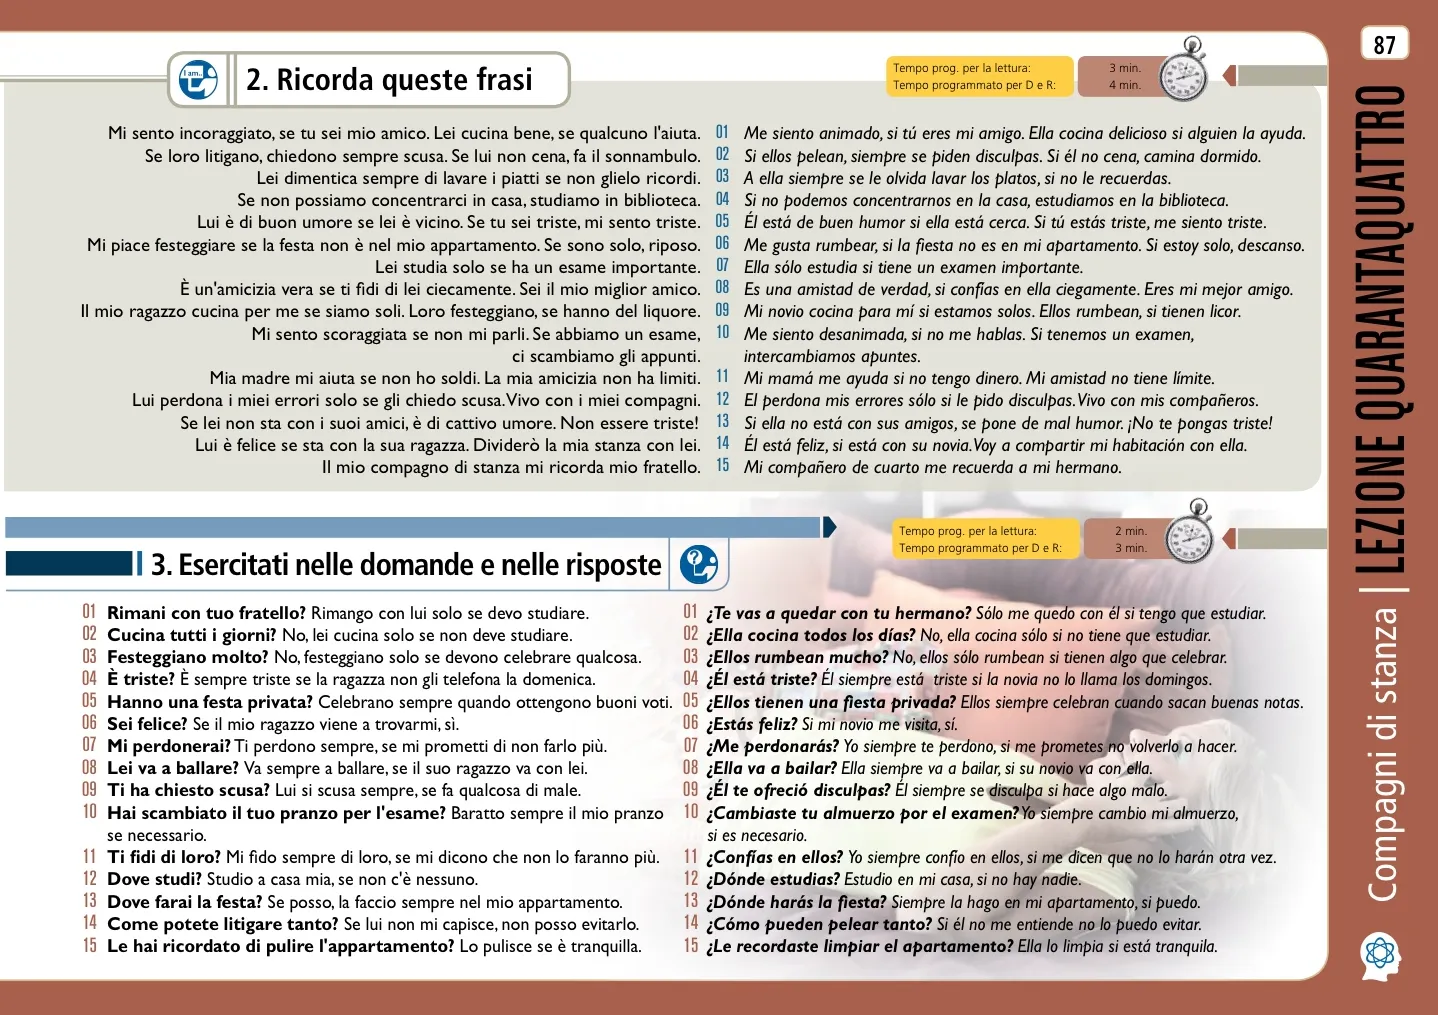 87
I am...
2. Ricorda queste frasi
Tempo prog. per la lettura: 3 min.
Tempo programmato per D e R: 4 min.
Mi sento incoraggiato, se tu sei mio amico. Lei cucina bene, se qualcuno l'aiuta. 01 Me siento animado, si tú eres mi amigo. Ella cocina delicioso si alguien la ayuda.
Se loro litigano, chiedono sempre scusa. Se lui non cena, fa il sonnambulo. 02 Si ellos pelean, siempre se piden disculpas. Si él no cena, camina dormido.
Lei dimentica sempre di lavare i piatti se non glielo ricordi. 03 A ella siempre se le olvida lavar los platos, si no le recuerdas.
Se non possiamo concentrarci in casa, studiamo in biblioteca. 04 Si no podemos concentrarnos en la casa, estudiamos en la biblioteca.
Lui è di buon umore se lei è vicino. Se tu sei triste, mi sento triste. 05 Él está de buen humor si ella está cerca. Si tú estás triste, me siento triste.
Mi piace festeggiare se la festa non è nel mio appartamento. Se sono solo, riposo. 06 Me gusta rumbear, si la fiesta no es en mi apartamento. Si estoy solo, descanso.
Lei studia solo se ha un esame importante. 07 Ella sólo estudia si tiene un examen importante.
È un'amicizia vera se ti fidi di lei ciecamente. Sei il mio miglior amico. 08 Es una amistad de verdad, si confías en ella ciegamente. Eres mi mejor amigo.
Il mio ragazzo cucina per me se siamo soli. Loro festeggiano, se hanno del liquore. 09 Mi novio cocina para mí si estamos solos. Ellos rumbean, si tienen licor.
Mi sento scoraggiata se non mi parli. Se abbiamo un esame, 10 Me siento desanimada, si no me hablas. Si tenemos un examen,
ci scambiamo gli appunti. intercambiamos apuntes.
Mia madre mi aiuta se non ho soldi. La mia amicizia non ha limiti. 11 Mi mamá me ayuda si no tengo dinero. Mi amistad no tiene límite.
Lui perdona i miei errori solo se gli chiedo scusa. Vivo con i miei compagni. 12 El perdona mis errores sólo si le pido disculpas. Vivo con mis compañeros.
Se lei non sta con i suoi amici, è di cattivo umore. Non essere triste! 13 Si ella no está con sus amigos, se pone de mal humor. ¡No te pongas triste!
Lui è felice se sta con la sua ragazza. Dividerò la mia stanza con lei. 14 Él está feliz, si está con su novia. Voy a compartir mi habitación con ella.
Il mio compagno di stanza mi ricorda mio fratello. 15 Mi compañero de cuarto me recuerda a mi hermano.
3. Esercitati nelle domande e nelle risposte
?
Tempo prog. per la lettura: 2 min.
Tempo programmato per D e R: 3 min.
01 Rimani con tuo fratello? Rimango con lui solo se devo studiare. 01 ¿Te vas a quedar con tu hermano? Sólo me quedo con él si tengo que estudiar.
02 Cucina tutti i giorni? No, lei cucina solo se non deve studiare. 02 ¿Ella cocina todos los días? No, ella cocina sólo si no tiene que estudiar.
03 Festeggiano molto? No, festeggiano solo se devono celebrare qualcosa. 03 ¿Ellos rumbean mucho? No, ellos sólo rumbean si tienen algo que celebrar.
04 È triste? È sempre triste se la ragazza non gli telefona la domenica. 04 ¿Él está triste? Él siempre está triste si la novia no lo llama los domingos.
05 Hanno una festa privata? Celebrano sempre quando ottengono buoni voti. 05 ¿Ellos tienen una fiesta privada? Ellos siempre celebran cuando sacan buenas notas.
06 Sei felice? Se il mio ragazzo viene a trovarmi, sì. 06 ¿Estás feliz? Si mi novio me visita, sí.
07 Mi perdonerai? Ti perdono sempre, se mi prometti di non farlo più. 07 ¿Me perdonarás? Yo siempre te perdono, si me prometes no volverlo a hacer.
08 Lei va a ballare? Va sempre a ballare, se il suo ragazzo va con lei. 08 ¿Ella va a bailar? Ella siempre va a bailar, si su novio va con ella.
09 Ti ha chiesto scusa? Lui si scusa sempre, se fa qualcosa di male. 09 ¿Él te ofreció disculpas? Él siempre se disculpa si hace algo malo.
10 Hai scambiato il tuo pranzo per l'esame? Baratto sempre il mio pranzo 10 ¿Cambiaste tu almuerzo por el examen? Yo siempre cambio mi almuerzo,
se necessario. si es necesario.
11 Ti fidi di loro? Mi fido sempre di loro, se mi dicono che non lo faranno più. 11 ¿Confías en ellos? Yo siempre confío en ellos, si me dicen que no lo harán otra vez.
12 Dove studi? Studio a casa mia, se non c'è nessuno. 12 ¿Dónde estudias? Estudio en mi casa, si no hay nadie.
13 Dove farai la festa? Se posso, la faccio sempre nel mio appartamento. 13 ¿Dónde harás la fiesta? Siempre la hago en mi apartamento, si puedo.
14 Come potete litigare tanto? Se lui non mi capisce, non posso evitarlo. 14 ¿Cómo pueden pelear tanto? Si él no me entiende no lo puedo evitar.
15 Le hai ricordato di pulire l'appartamento? Lo pulisce se è tranquilla. 15 ¿Le recordaste limpiar el apartamento? Ella lo limpia si está tranquila.
Compagni di stanza | LEZIONE QUARANTAQUATTRO